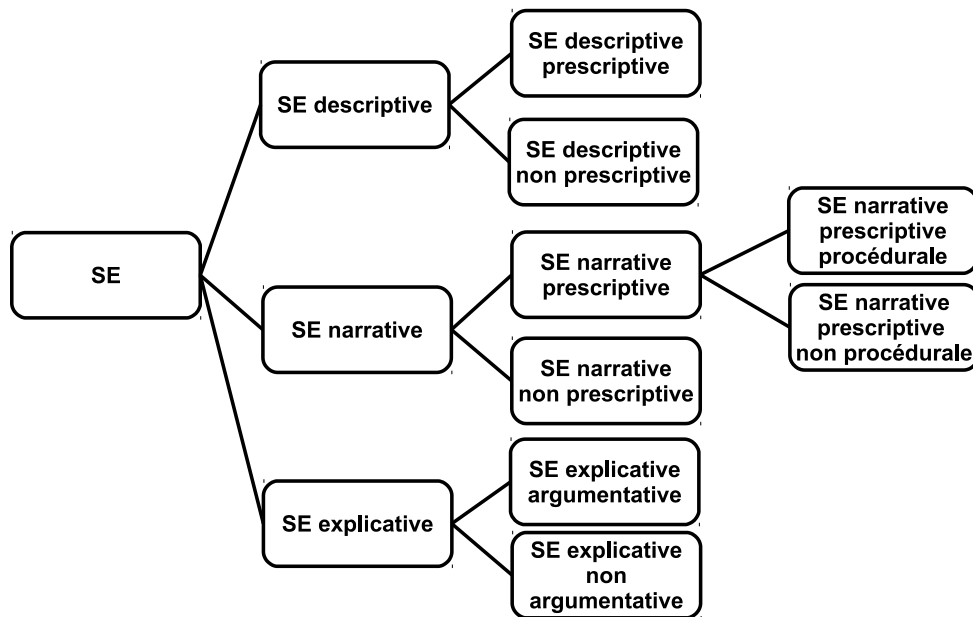 SE
SE descriptive
SE descriptive
prescriptive
SE descriptive
non prescriptive
SE narrative
SE narrative
prescriptive
SE narrative
prescriptive
procédurale
SE narrative
prescriptive
non procédurale
SE narrative
non prescriptive
SE explicative
SE explicative
argumentative
SE explicative
non
argumentative